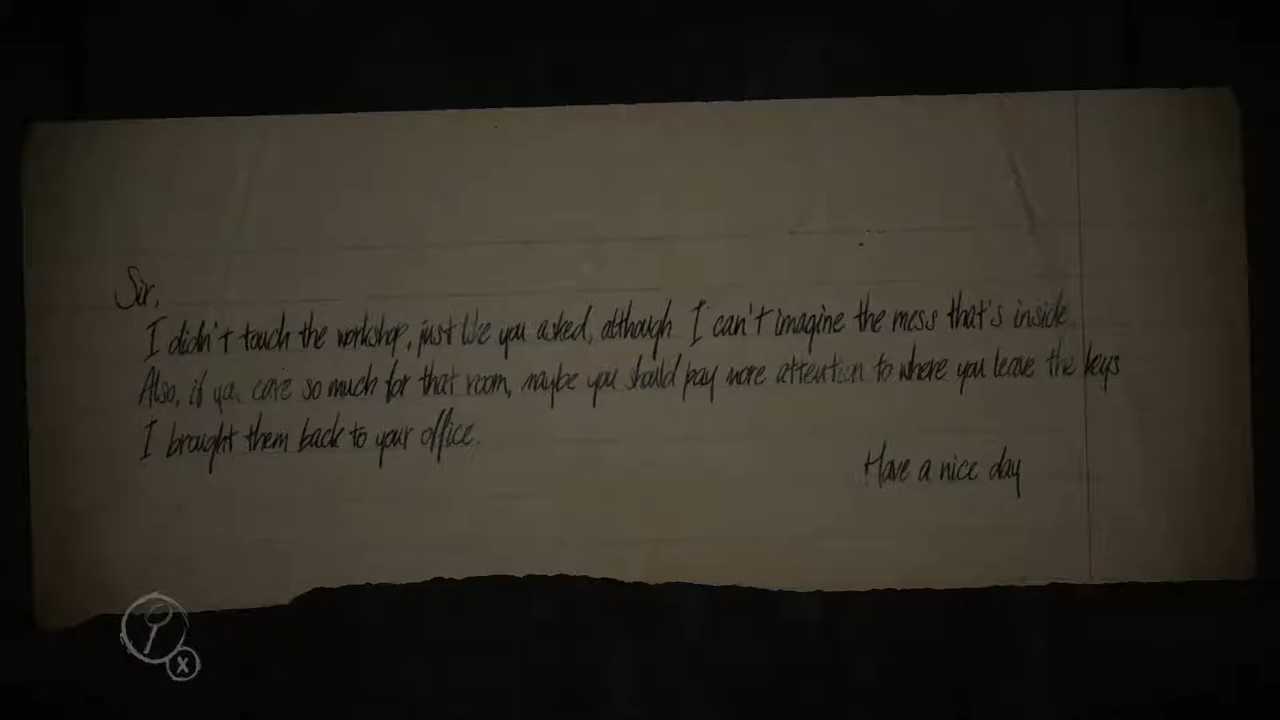 Sir,
I didn't touch the workshop, just like you asked, although I can't imagine the mess that's inside.
Also, if you care so much for that room, maybe you should pay more attention to where you leave the keys
I brought them back to your office.
Have a nice day
X